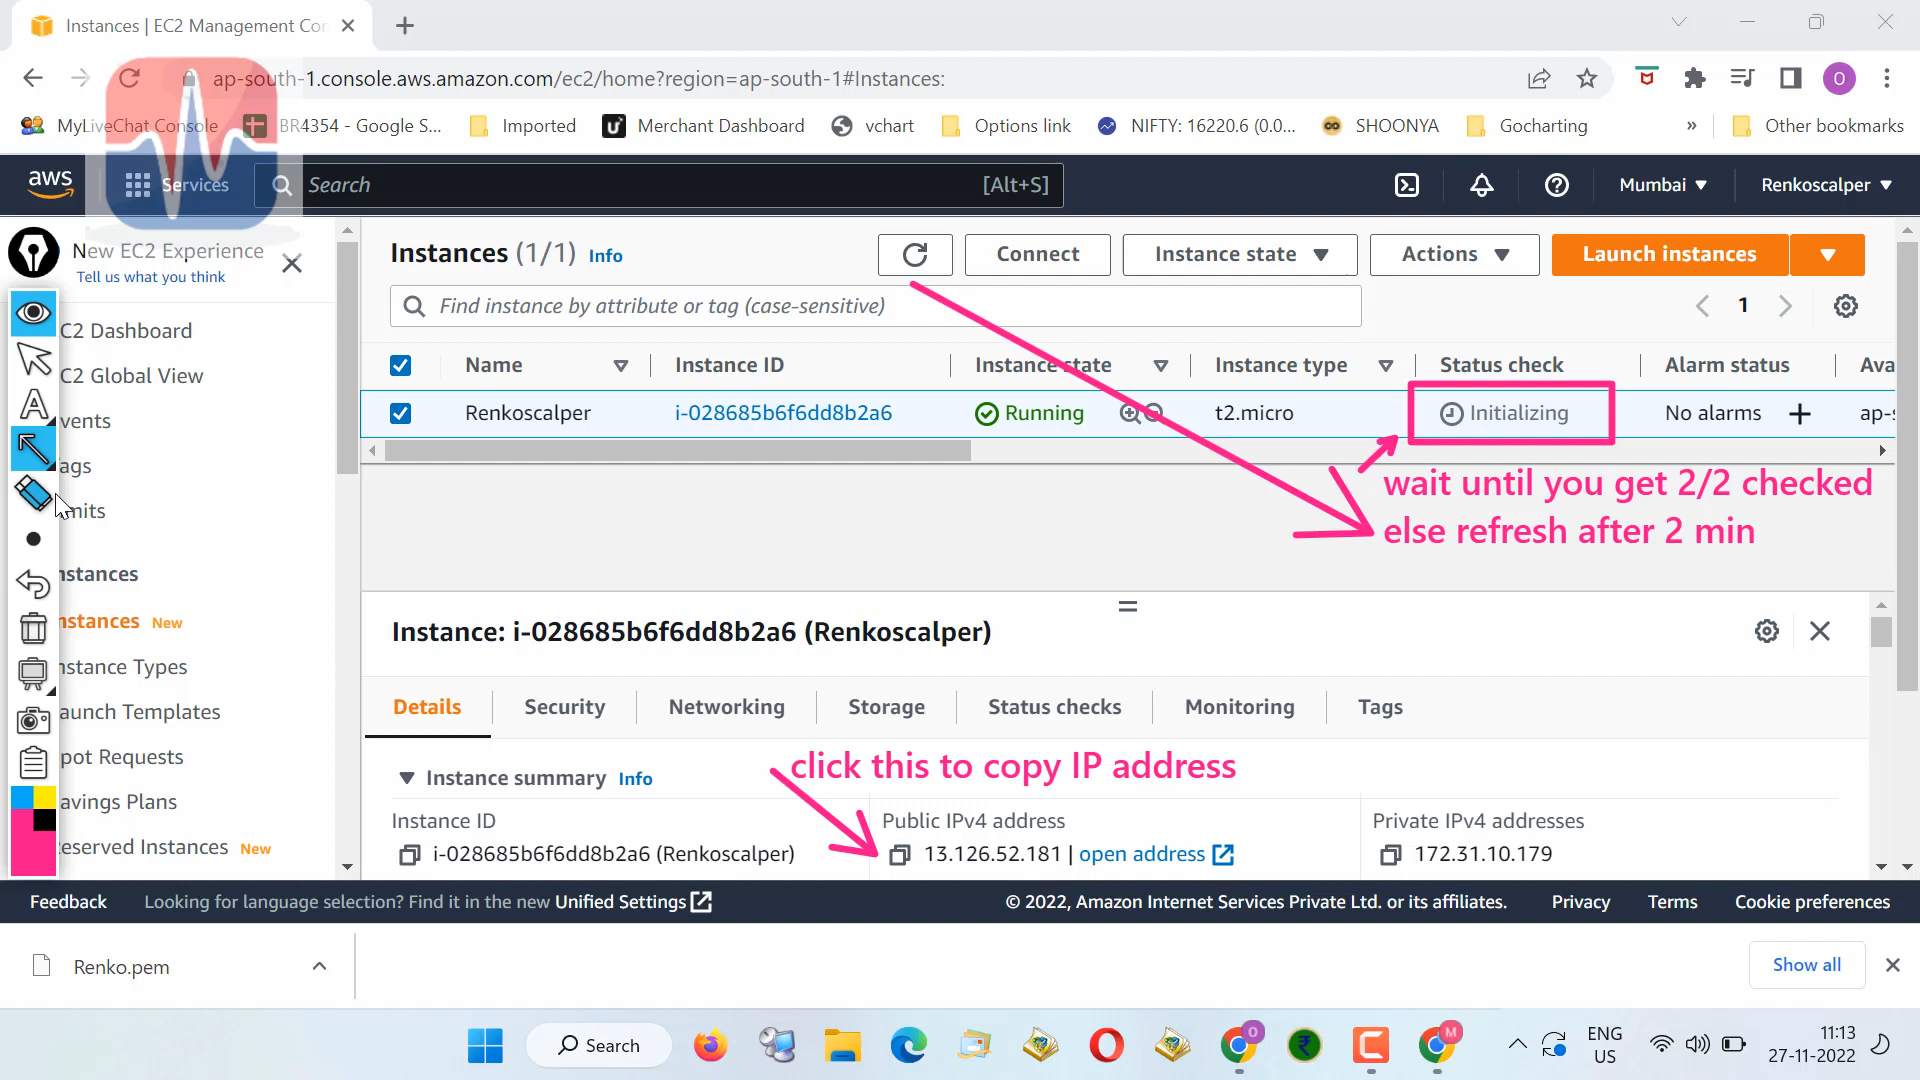 Instances | EC2 Management Con
ap-south-1.console.aws.amazon.com/ec2/home?region=ap-south-1#Instances:
O
MyLiveChat Console
BR4354 - Google S...
Imported
Merchant Dashboard
vchart
Options link
NIFTY: 16220.6 (0.0...
SHOONYA
Gocharting
»
Other bookmarks
aws
Services
Search
[Alt+S]
Mumbai
Renkoscalper
New EC2 Experience
Tell us what you think
C2 Dashboard
C2 Global View
vents
ags
mits
nstances
nstances New
nstance Types
aunch Templates
pot Requests
avings Plans
eserved Instances New
Instances (1/1) Info
Connect
Instance state
Actions
Launch instances
Find instance by attribute or tag (case-sensitive)
1
Name
Instance ID
Instance state
Instance type
Status check
Alarm status
Ava
Renkoscalper
i-028685b6f6dd8b2a6
Running
t2.micro
Initializing
No alarms
ap-s
wait until you get 2/2 checked
else refresh after 2 min
Instance: i-028685b6f6dd8b2a6 (Renkoscalper)
Details
Security
Networking
Storage
Status checks
Monitoring
Tags
click this to copy IP address
Instance summary Info
Instance ID
Public IPv4 address
Private IPv4 addresses
i-028685b6f6dd8b2a6 (Renkoscalper)
13.126.52.181 | open address
172.31.10.179
Feedback
Looking for language selection? Find it in the new Unified Settings
© 2022, Amazon Internet Services Private Ltd. or its affiliates.
Privacy
Terms
Cookie preferences
Renko.pem
Show all
Search
O
M
ENG
US
11:13
27-11-2022